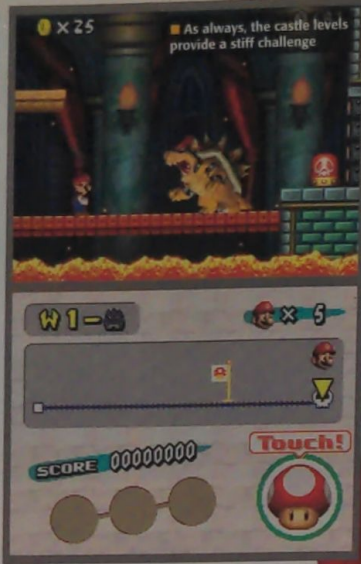 × 25
■ As always, the castle levels
provide a stiff challenge
W 1-
× 5
SCORE 00000000
Touch!